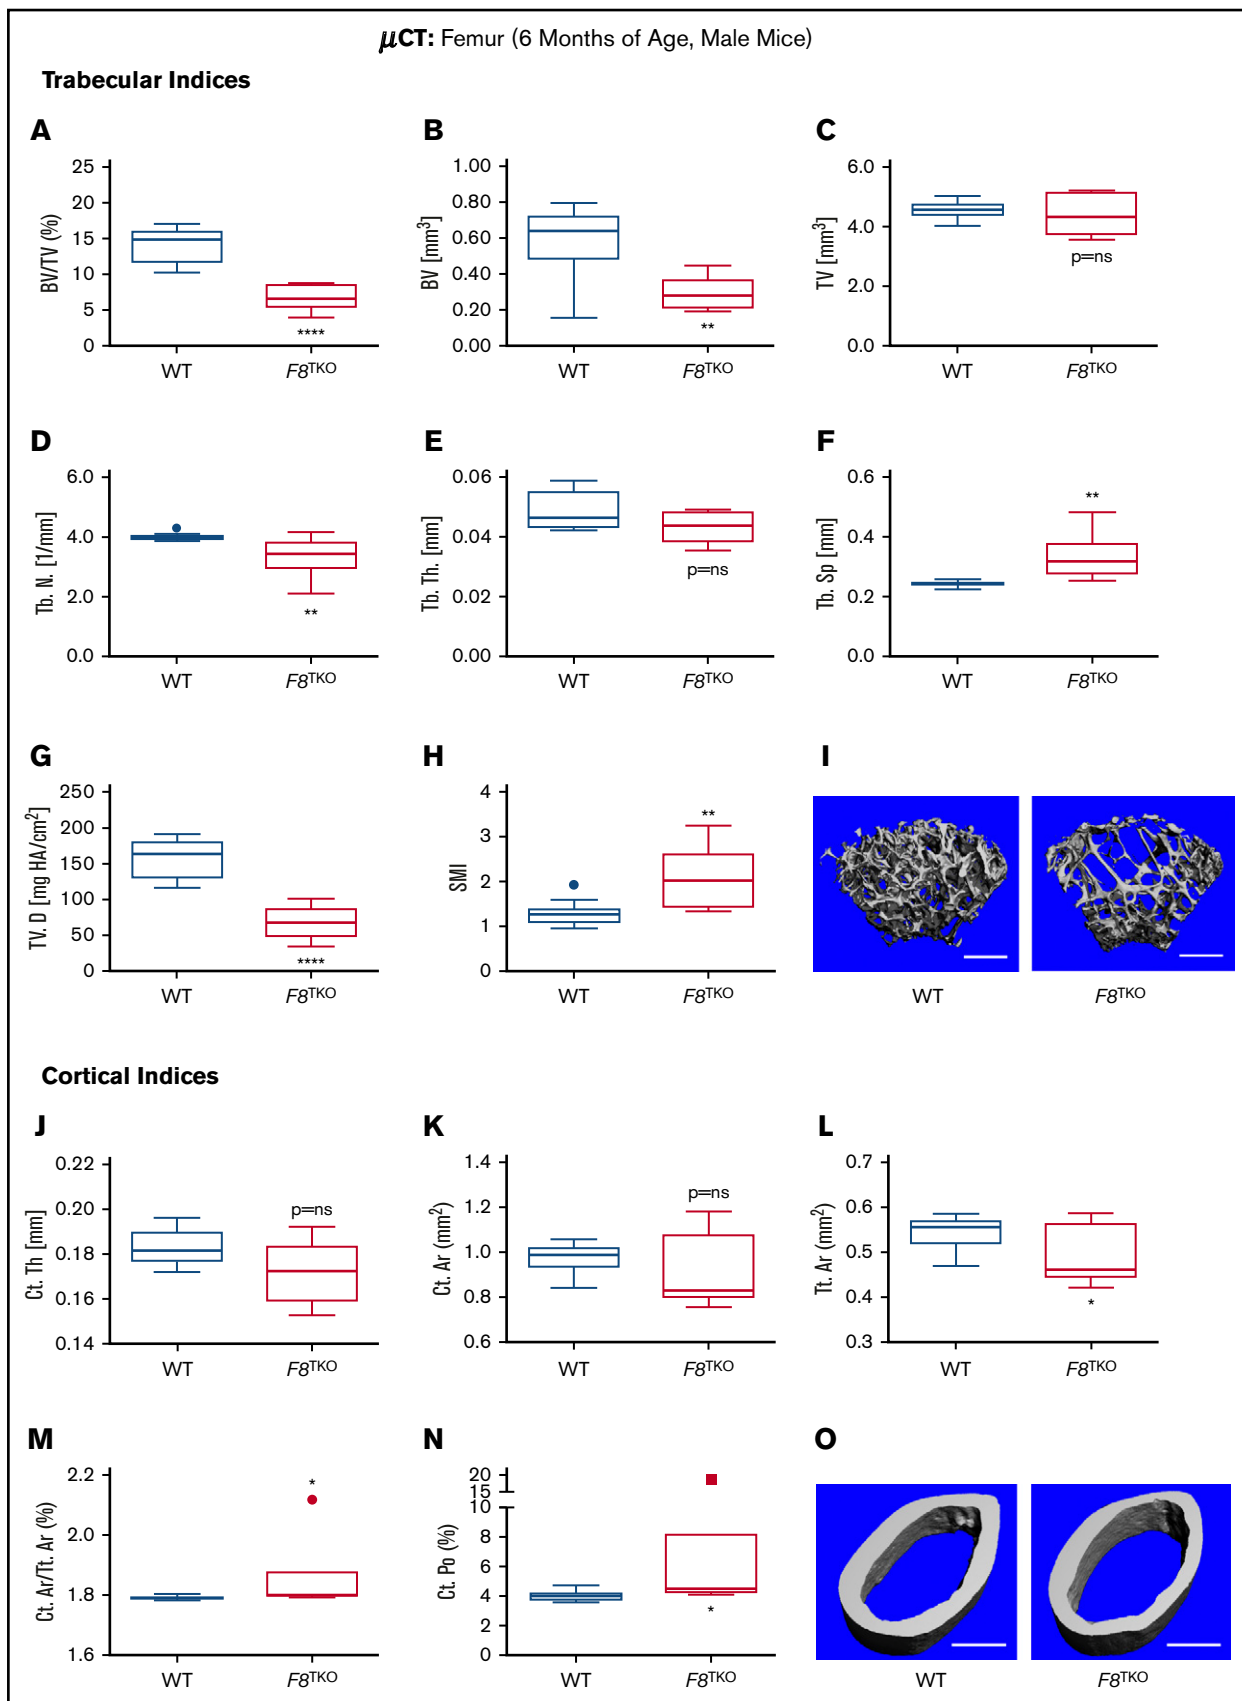 μCT: Femur (6 Months of Age, Male Mice)
Trabecular Indices
A
B
C
BV/TV (%)
25
20
15
10
5
0
****
WT
F8TKO
BV [mm3]
1.00
0.80
0.60
0.40
0.20
0.00
**
WT
F8TKO
TV [mm3]
6.0
4.0
2.0
0.0
p=ns
WT
F8TKO
D
E
F
Tb. N. [1/mm]
6.0
4.0
2.0
0.0
**
WT
F8TKO
Tb. Th. [mm]
0.06
0.04
0.02
0.00
p=ns
WT
F8TKO
Tb. Sp [mm]
0.6
0.4
0.2
0.0
**
WT
F8TKO
G
H
I
TV. D [mg HA/cm2]
250
200
150
100
50
0
****
WT
F8TKO
SMI
4
3
2
1
0
**
WT
F8TKO
WT
F8TKO
Cortical Indices
J
K
L
Ct. Th [mm]
0.22
0.20
0.18
0.16
0.14
p=ns
WT
F8TKO
Ct. Ar (mm2)
1.4
1.2
1.0
0.8
0.6
p=ns
WT
F8TKO
Tt. Ar (mm2)
0.7
0.6
0.5
0.4
0.3
*
WT
F8TKO
M
N
O
Ct. Ar/Tt. Ar (%)
2.2
2.0
1.8
1.6
*
WT
F8TKO
Ct. Po (%)
20
15
10
8
6
4
2
0
*
WT
F8TKO
WT
F8TKO